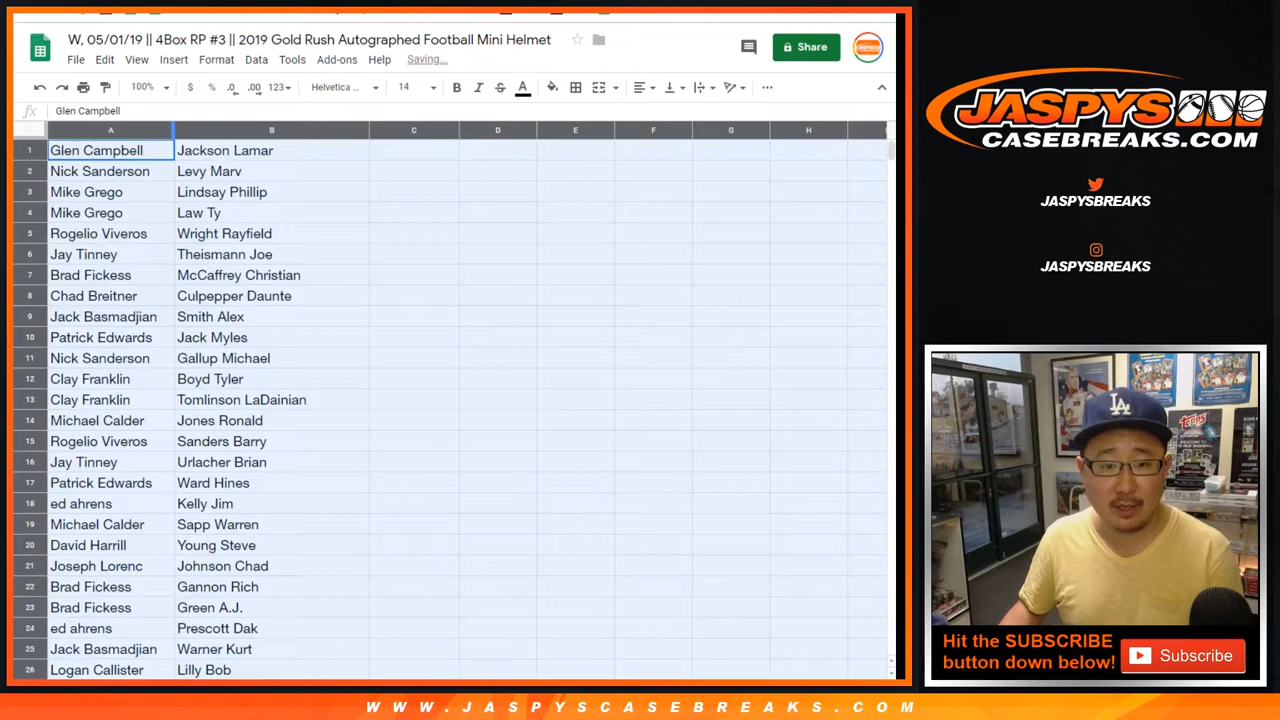 W, 05/01/19 || 4Box RP #3 || 2019 Gold Rush Autographed Football Mini Helmet
File Edit View Insert Format Data Tools Add-ons Help Saving...
Share
100% $ % .0 .00 123 Helvetica ... 14 B I S A
fx Glen Campbell
A B C D E F G H
1 Glen Campbell Jackson Lamar
2 Nick Sanderson Levy Marv
3 Mike Grego Lindsay Phillip
4 Mike Grego Law Ty
5 Rogelio Viveros Wright Rayfield
6 Jay Tinney Theismann Joe
7 Brad Fickess McCaffrey Christian
8 Chad Breitner Culpepper Daunte
9 Jack Basmadjian Smith Alex
10 Patrick Edwards Jack Myles
11 Nick Sanderson Gallup Michael
12 Clay Franklin Boyd Tyler
13 Clay Franklin Tomlinson LaDainian
14 Michael Calder Jones Ronald
15 Rogelio Viveros Sanders Barry
16 Jay Tinney Urlacher Brian
17 Patrick Edwards Ward Hines
18 ed ahrens Kelly Jim
19 Michael Calder Sapp Warren
20 David Harrill Young Steve
21 Joseph Lorenc Johnson Chad
22 Brad Fickess Gannon Rich
23 Brad Fickess Green A.J.
24 ed ahrens Prescott Dak
25 Jack Basmadjian Warner Kurt
26 Logan Callister Lilly Bob
JASPYS
CASEBREAKS.COM
JASPYSBREAKS
JASPYSBREAKS
LA
TOPPS
Hit the SUBSCRIBE
button down below!
Subscribe
WWW.JASPYSCASEBREAKS.COM